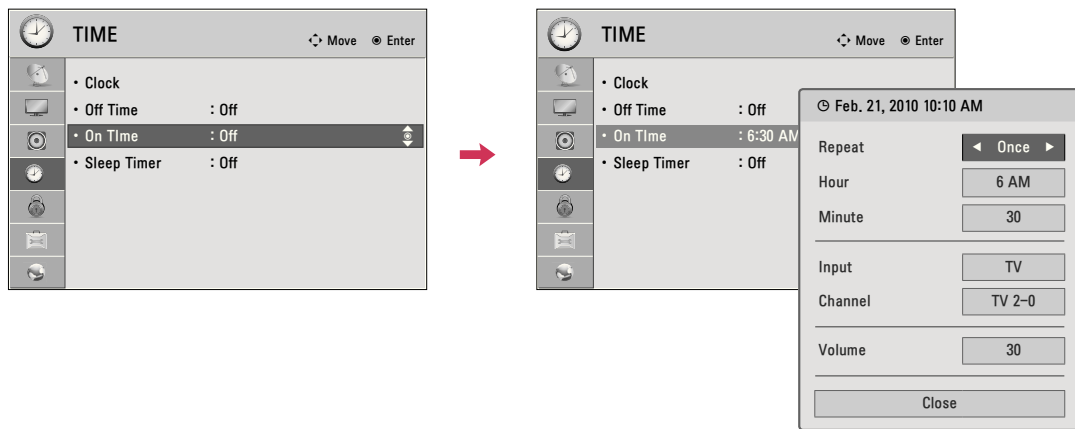 TIME
Move Enter
• Clock
• Off Time : Off
• On TIme : Off
• Sleep Timer : Off
TIME
Move Enter
• Clock
• Off Time : Off
• On TIme : 6:30 AM
• Sleep Timer : Off
Feb. 21, 2010 10:10 AM
Repeat ◄ Once ►
Hour 6 AM
Minute 30
Input TV
Channel TV 2-0
Volume 30
Close